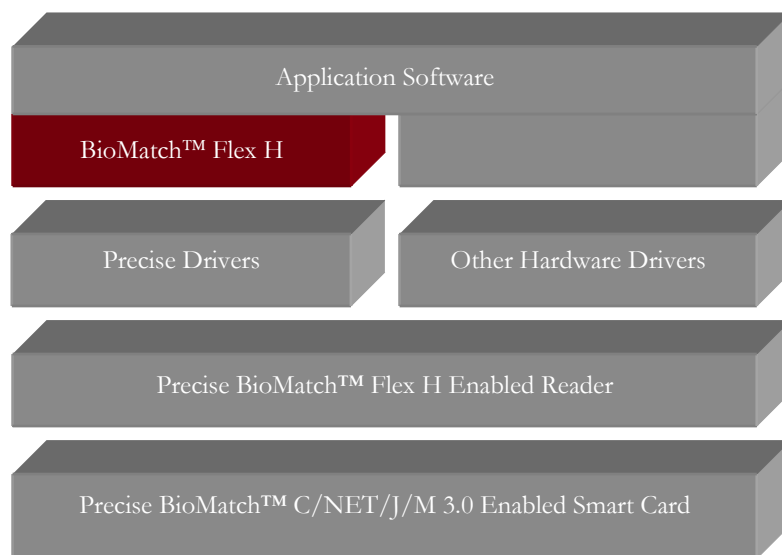 Application Software
BioMatch™ Flex H
Precise Drivers
Other Hardware Drivers
Precise BioMatch™ Flex H Enabled Reader
Precise BioMatch™ C/NET/J/M 3.0 Enabled Smart Card